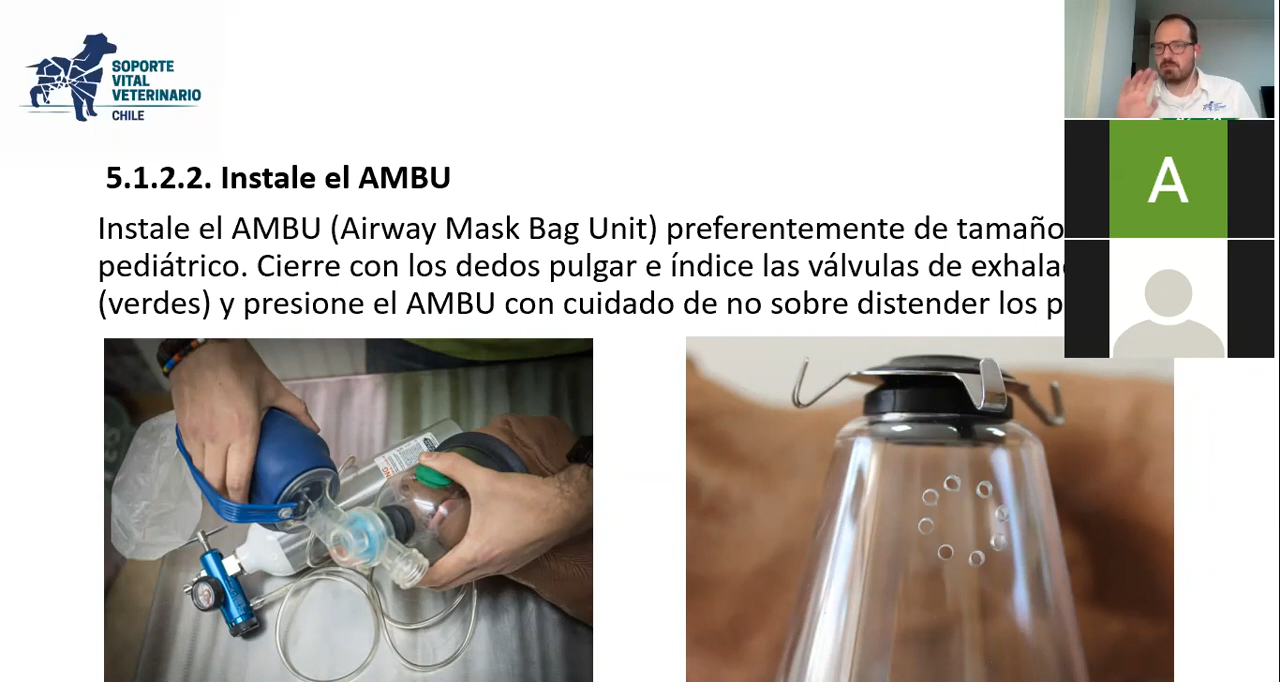 SOPORTE
VITAL
VETERINARIO
CHILE
5.1.2.2. Instale el AMBU
Instale el AMBU (Airway Mask Bag Unit) preferentemente de tamaño
pediátrico. Cierre con los dedos pulgar e índice las válvulas de
(verdes) y presione el AMBU con cuidado de no sobre distender los
A